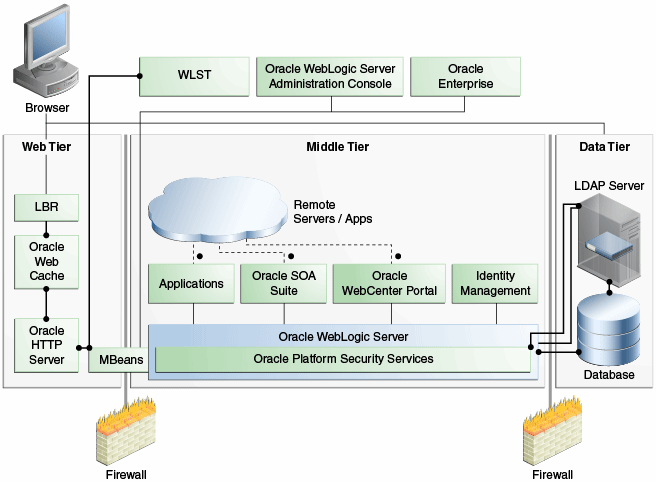 Browser
WLST
Oracle WebLogic Server
Administration Console
Oracle
Enterprise
Web Tier
Middle Tier
Data Tier
LBR
Oracle
Web
Cache
Oracle
HTTP
Server
MBeans
Remote
Servers / Apps
Applications
Oracle SOA
Suite
Oracle
WebCenter Portal
Identity
Management
Oracle WebLogic Server
Oracle Platform Security Services
LDAP Server
Database
Firewall
Firewall